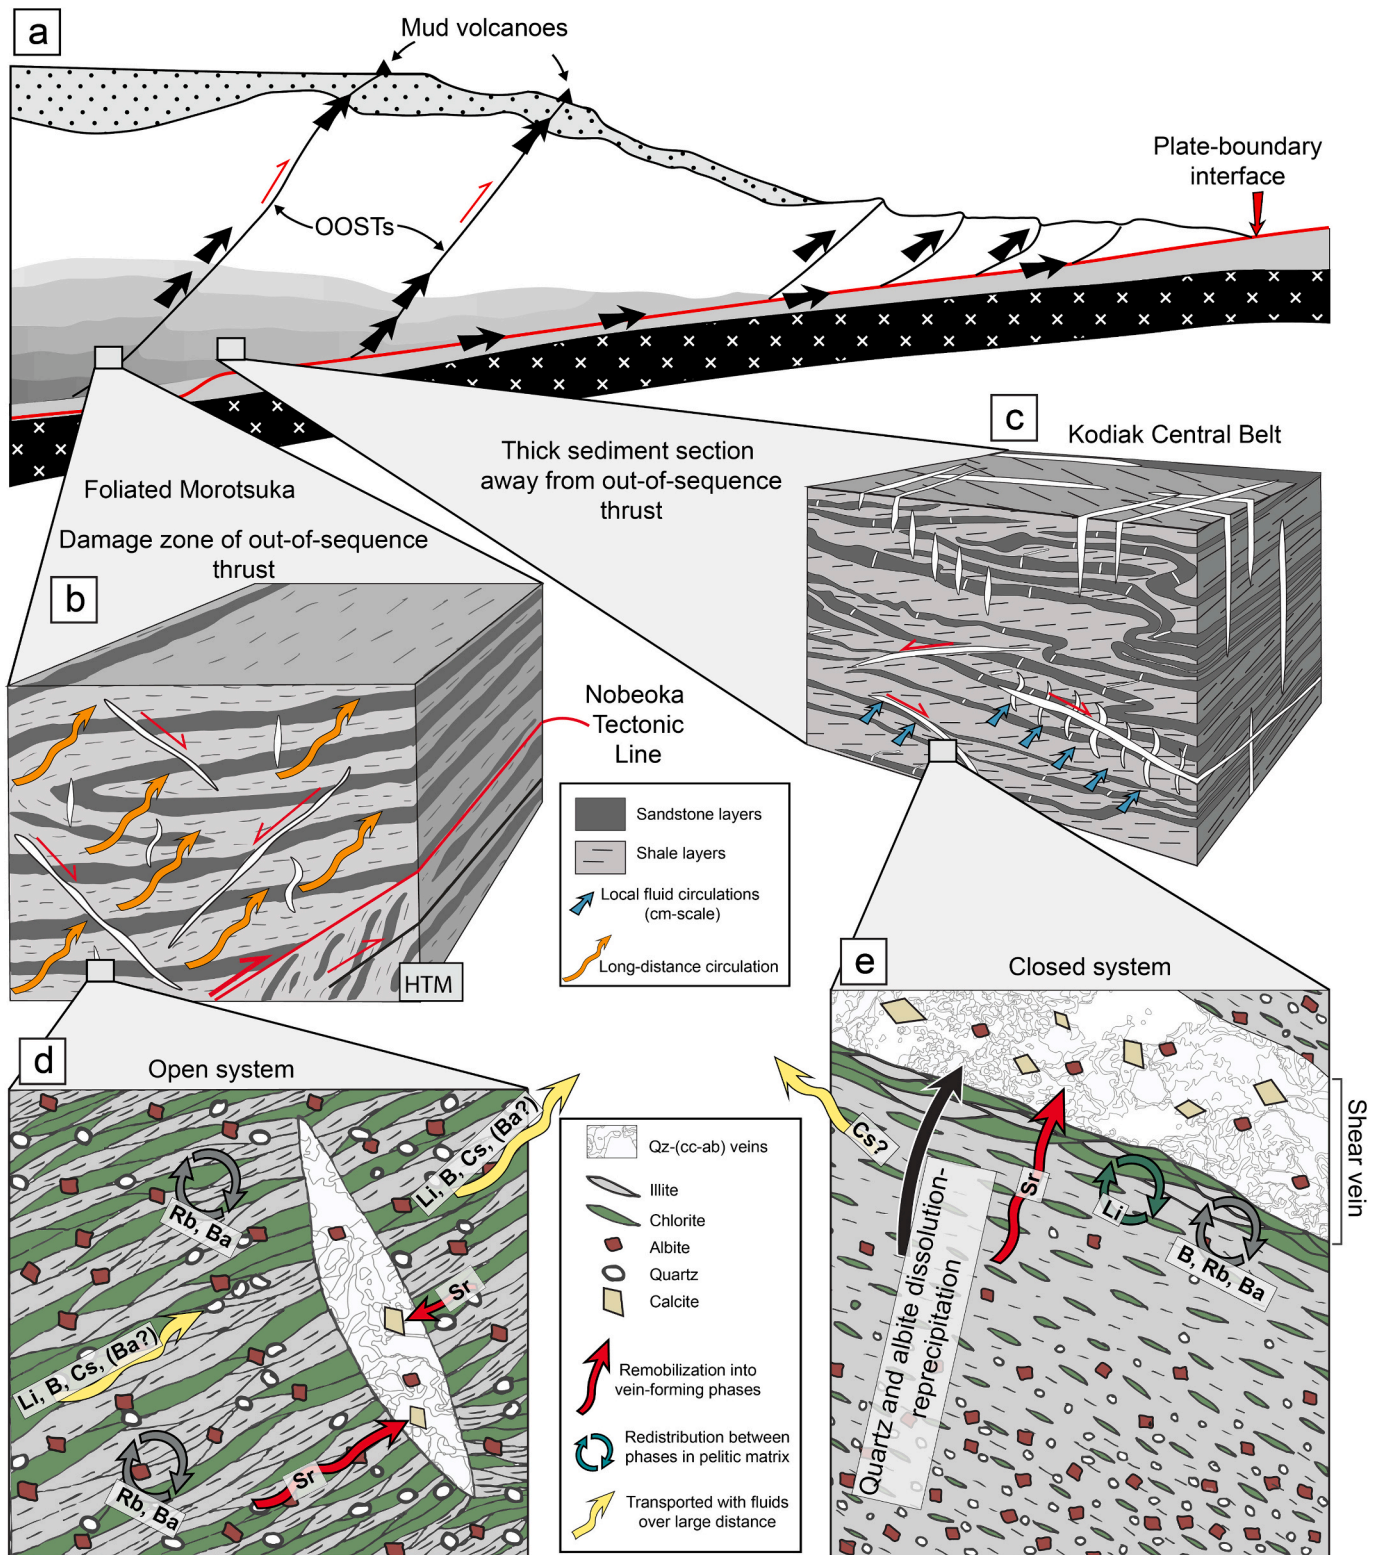 a
Mud volcanoes
OOSTs
Plate-boundary
interface
c
Kodiak Central Belt
Thick sediment section
away from out-of-sequence
thrust
Foliated Morotsuka
Damage zone of out-of-sequence
thrust
b
Nobeoka
Tectonic
Line
HTM
Sandstone layers
Shale layers
Local fluid circulations
(cm-scale)
Long-distance circulation
e
Closed system
d
Open system
Li, B, Cs, (Ba?)
Rb, Ba
Sr
Li, B, Cs, (Ba?)
Rb, Ba
Sr
Qz-(cc-ab) veins
Illite
Chlorite
Albite
Quartz
Calcite
Remobilization into
vein-forming phases
Redistribution between
phases in pelitic matrix
Transported with fluids
over large distance
Cs?
Sr
Li
B, Rb, Ba
Quartz and albite dissolution-
reprecipitation
Shear vein